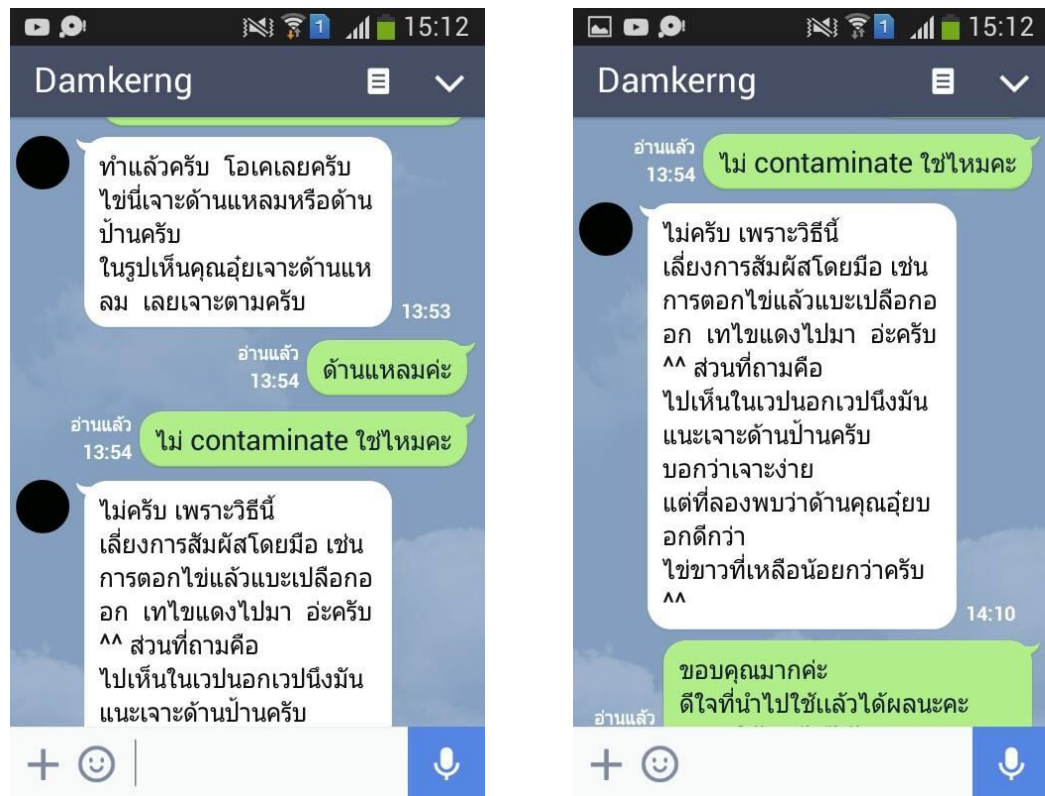 15:12
Damkerng
ทำแล้วครับ โอเคเลยครับ
ไข่นี่เจาะด้านแหลมหรือด้าน
ป้านครับ
ในรูปเห็นคุณอุ๋ยเจาะด้านแห
ลม เลยเจาะตามครับ
13:53
อ่านแล้ว
13:54
ด้านแหลมค่ะ
อ่านแล้ว
13:54
ไม่ contaminate ใช่ไหมคะ
ไม่ครับ เพราะวิธีนี้
เลี่ยงการสัมผัสโดยมือ เช่น
การตอกไข่แล้วแบะเปลือกอ
อก เทไขแดงไปมา อ่ะครับ
^^ ส่วนที่ถามคือ
ไปเห็นในเวปนอกเวปนึงมัน
แนะเจาะด้านป้านครับ
1
15:12
Damkerng
อ่านแล้ว
13:54
ไม่ contaminate ใช่ไหมคะ
ไม่ครับ เพราะวิธีนี้
เลี่ยงการสัมผัสโดยมือ เช่น
การตอกไข่แล้วแบะเปลือกอ
อก เทไขแดงไปมา อ่ะครับ
^^ ส่วนที่ถามคือ
ไปเห็นในเวปนอกเวปนึงมัน
แนะเจาะด้านป้านครับ
บอกว่าเจาะง่าย
แต่ที่ลองพบว่าด้านคุณอุ๋ยบ
อกดีกว่า
ไข่ขาวที่เหลือน้อยกว่าครับ
^^
14:10
ขอบคุณมากค่ะ
ดีใจที่นำไปใช้แล้วได้ผลนะคะ
อ่านแล้ว